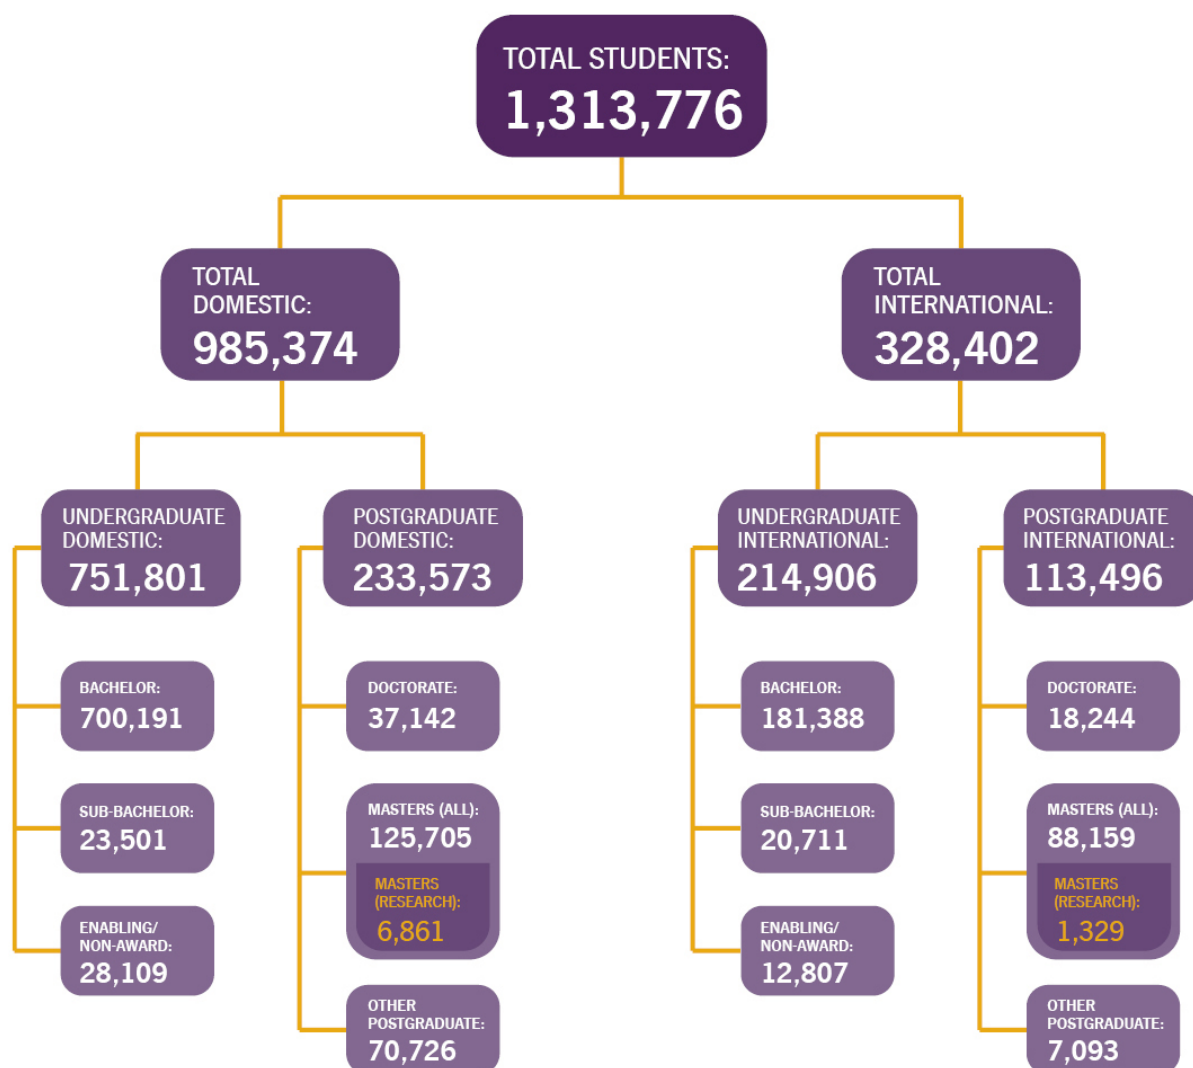 TOTAL STUDENTS:
1,313,776
TOTAL
DOMESTIC:
985,374
TOTAL
INTERNATIONAL:
328,402
UNDERGRADUATE
DOMESTIC:
751,801
POSTGRADUATE
DOMESTIC:
233,573
UNDERGRADUATE
INTERNATIONAL:
214,906
POSTGRADUATE
INTERNATIONAL:
113,496
BACHELOR:
700,191
SUB-BACHELOR:
23,501
ENABLING/
NON-AWARD:
28,109
DOCTORATE:
37,142
MASTERS (ALL):
125,705
MASTERS
(RESEARCH):
6,861
OTHER
POSTGRADUATE:
70,726
BACHELOR:
181,388
SUB-BACHELOR:
20,711
ENABLING/
NON-AWARD:
12,807
DOCTORATE:
18,244
MASTERS (ALL):
88,159
MASTERS
(RESEARCH):
1,329
OTHER
POSTGRADUATE:
7,093